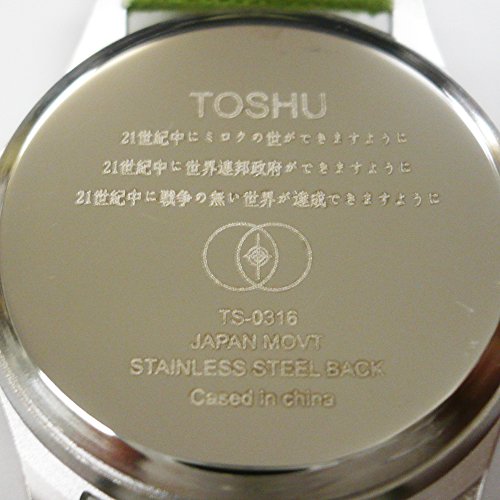 TOSHU
21世紀中にミロクの世ができますように
21世紀中に世界連邦政府ができますように
21世紀中に戦争の無い世界が達成できますように
TS-0316
JAPAN MOVT
STAINLESS STEEL BACK
Cased in china